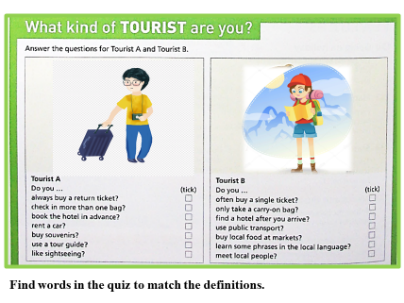 What kind of TOURIST are you?
Answer the questions for Tourist A and Tourist B.
Tourist A
Do you ... (tick)
always buy a return ticket?
check in more than one bag?
book the hotel in advance?
rent a car?
buy souvenirs?
use a tour guide?
like sightseeing?
Tourist B
Do you ... (tick)
often buy a single ticket?
only take a carry-on bag?
find a hotel after you arrive?
use public transport?
buy local food at markets?
learn some phrases in the local language?
meet local people?
Find words in the quiz to match the definitions.